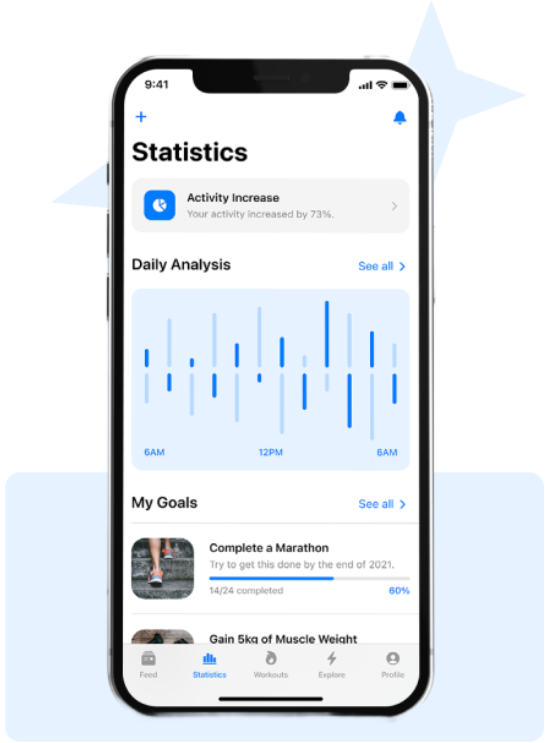 9:41
Statistics
Activity Increase
Your activity increased by 73%.
Daily Analysis
See all
6AM
12PM
6AM
My Goals
See all
Complete a Marathon
Try to get this done by the end of 2021.
14/24 completed
60%
Gain 5kg of Muscle Weight
Feed
Statistics
Workouts
Explore
Profile